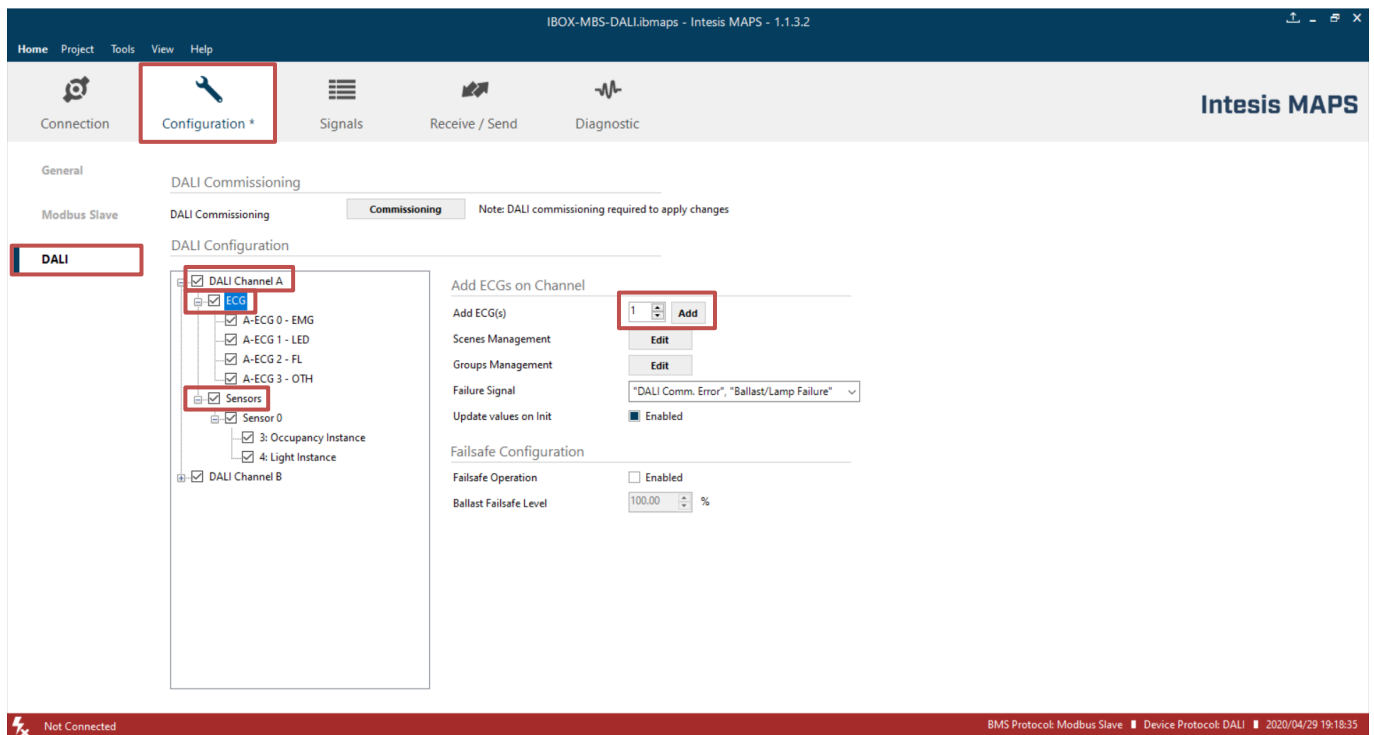 IBOX-MBS-DALI.ibmaps - Intesis MAPS - 1.1.3.2
Home Project Tools View Help
Connection
Configuration *
Signals
Receive / Send
Diagnostic
Intesis MAPS
General
Modbus Slave
DALI
DALI Commissioning
DALI Commissioning
Commissioning
Note: DALI commissioning required to apply changes
DALI Configuration
DALI Channel A
ECG
A-ECG 0 - EMG
A-ECG 1 - LED
A-ECG 2 - FL
A-ECG 3 - OTH
Sensors
Sensor 0
3: Occupancy Instance
4: Light Instance
DALI Channel B
Add ECGs on Channel
Add ECG(s) 1 Add
Scenes Management Edit
Groups Management Edit
Failure Signal "DALI Comm. Error", "Ballast/Lamp Failure"
Update values on Init Enabled
Failsafe Configuration
Failsafe Operation Enabled
Ballast Failsafe Level 100.00 %
Not Connected
BMS Protocol: Modbus Slave Device Protocol: DALI 2020/04/29 19:18:35